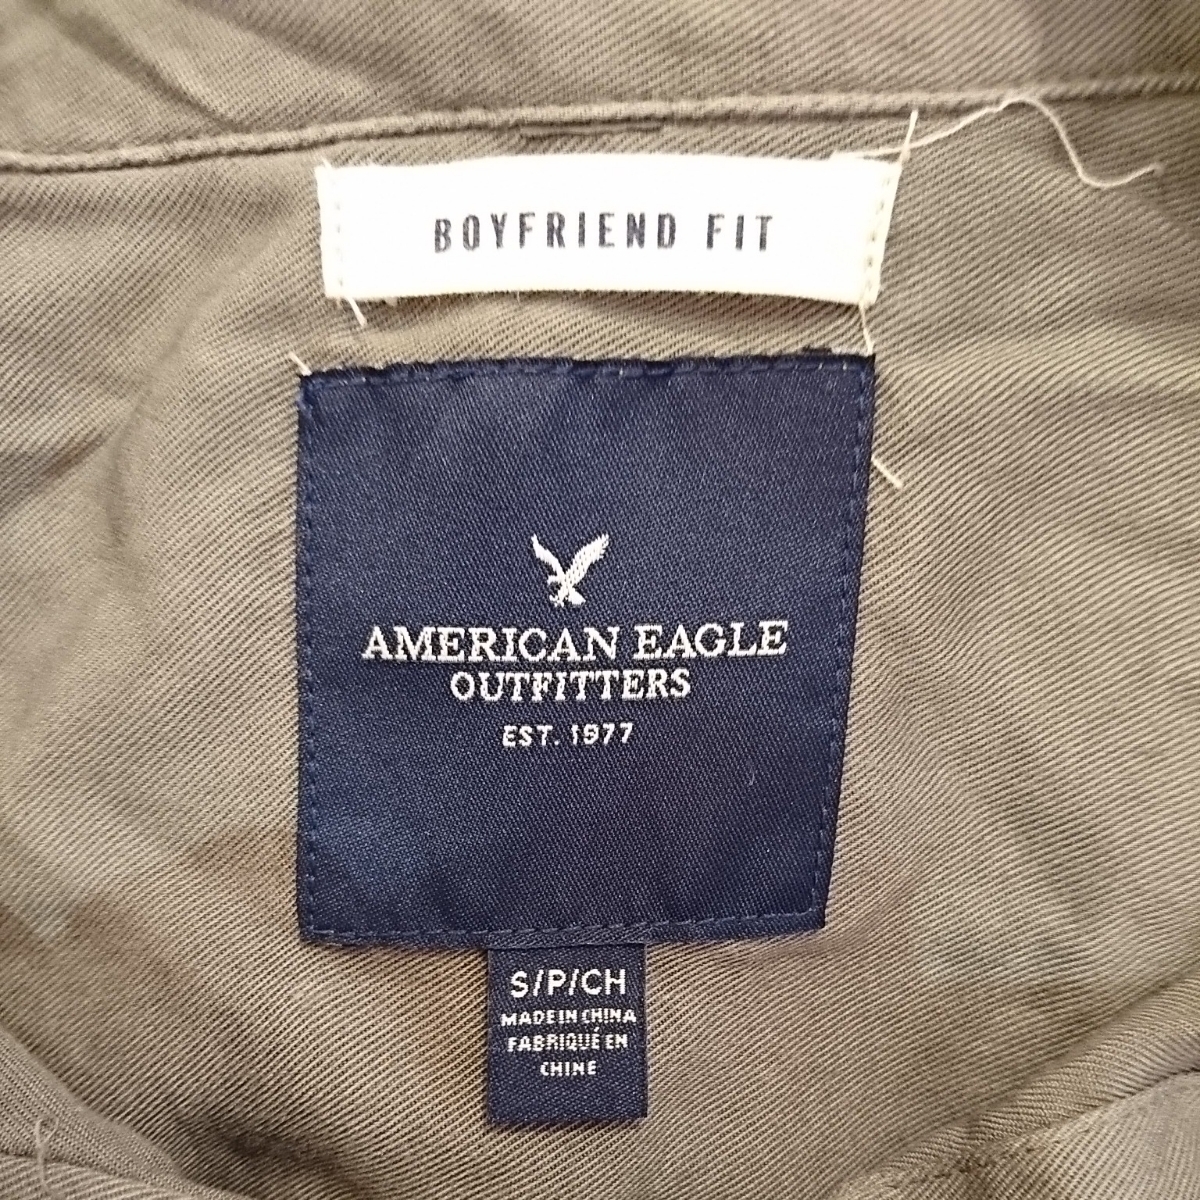 BOYFRIEND FIT
AMERICAN EAGLE
OUTFITTERS
EST. 1977
S/P/CH
MADE IN CHINA
FABRIQUÉ EN
CHINE